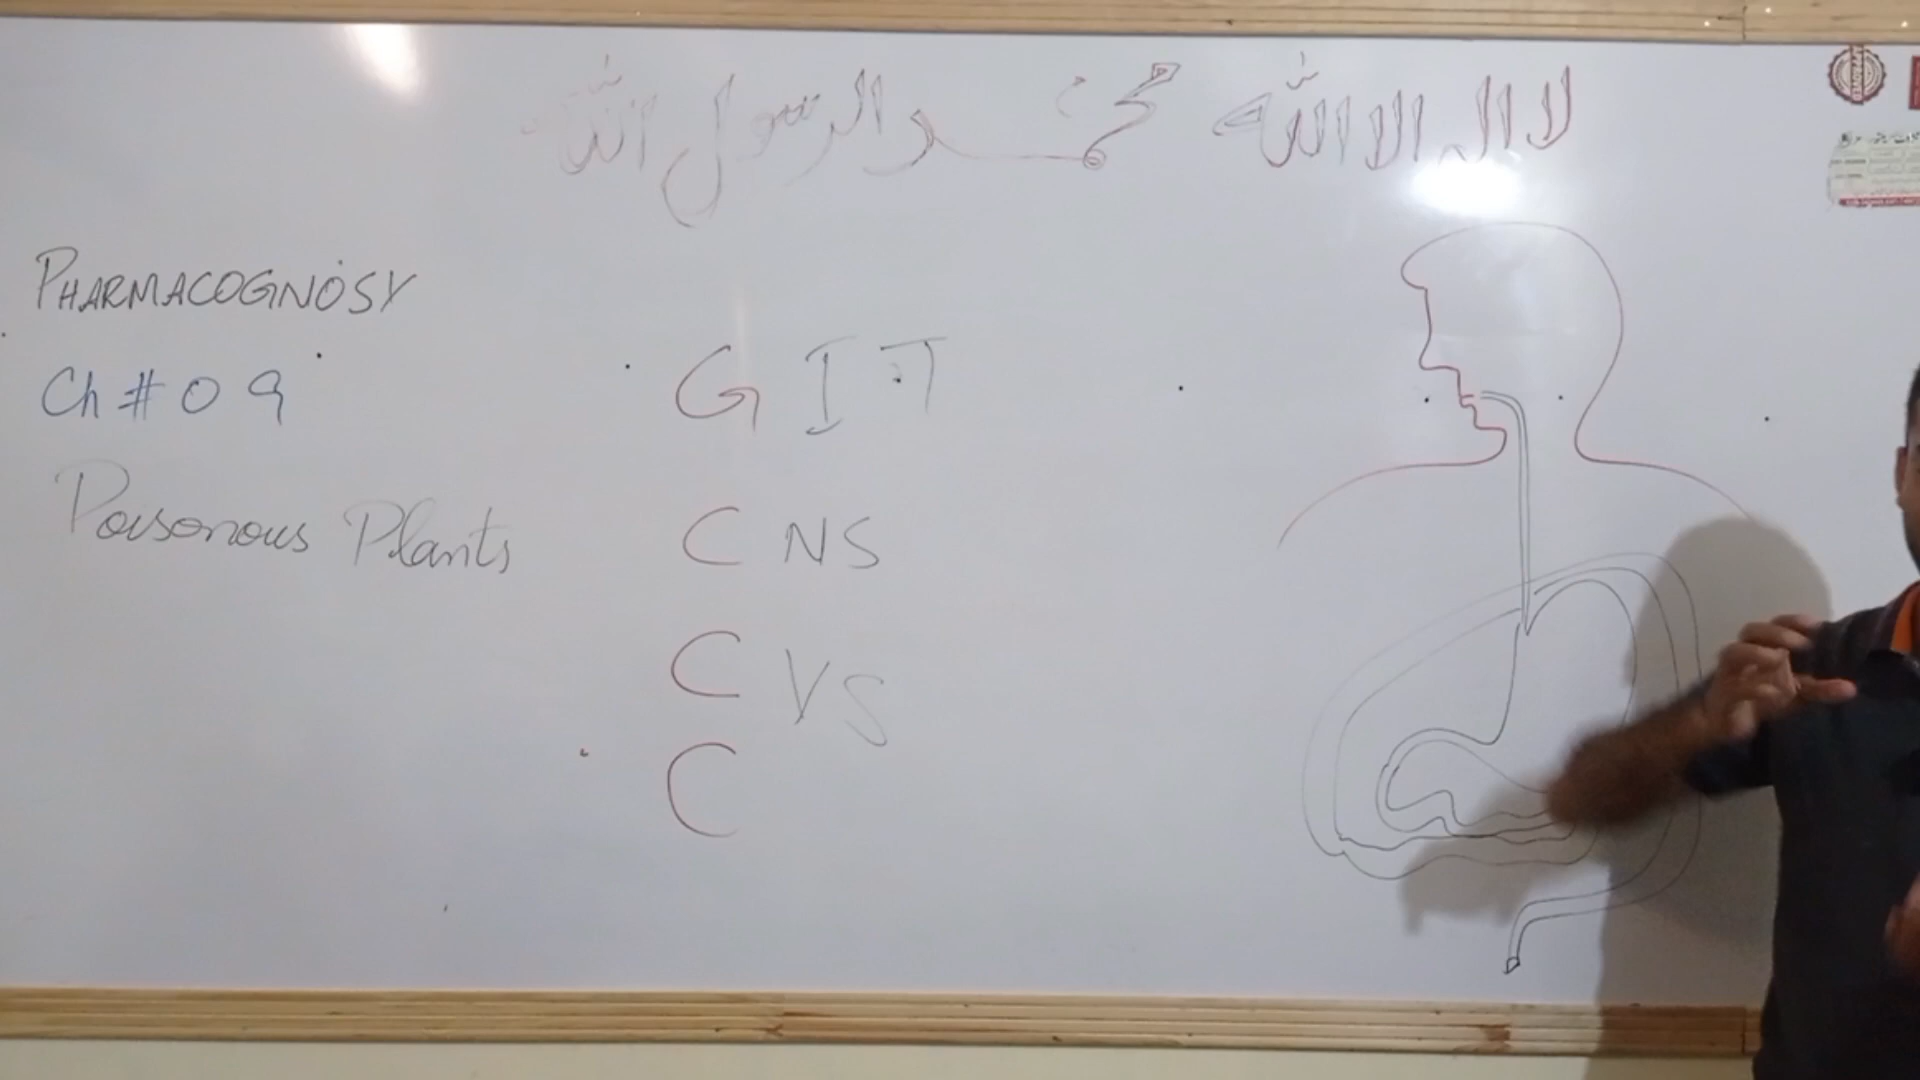 لا الہ الا اللہ محمد الرسول اللہ
PHARMACOGNOSY
Ch # 09
Poisonous Plants
GIT
CNS
CVS
C